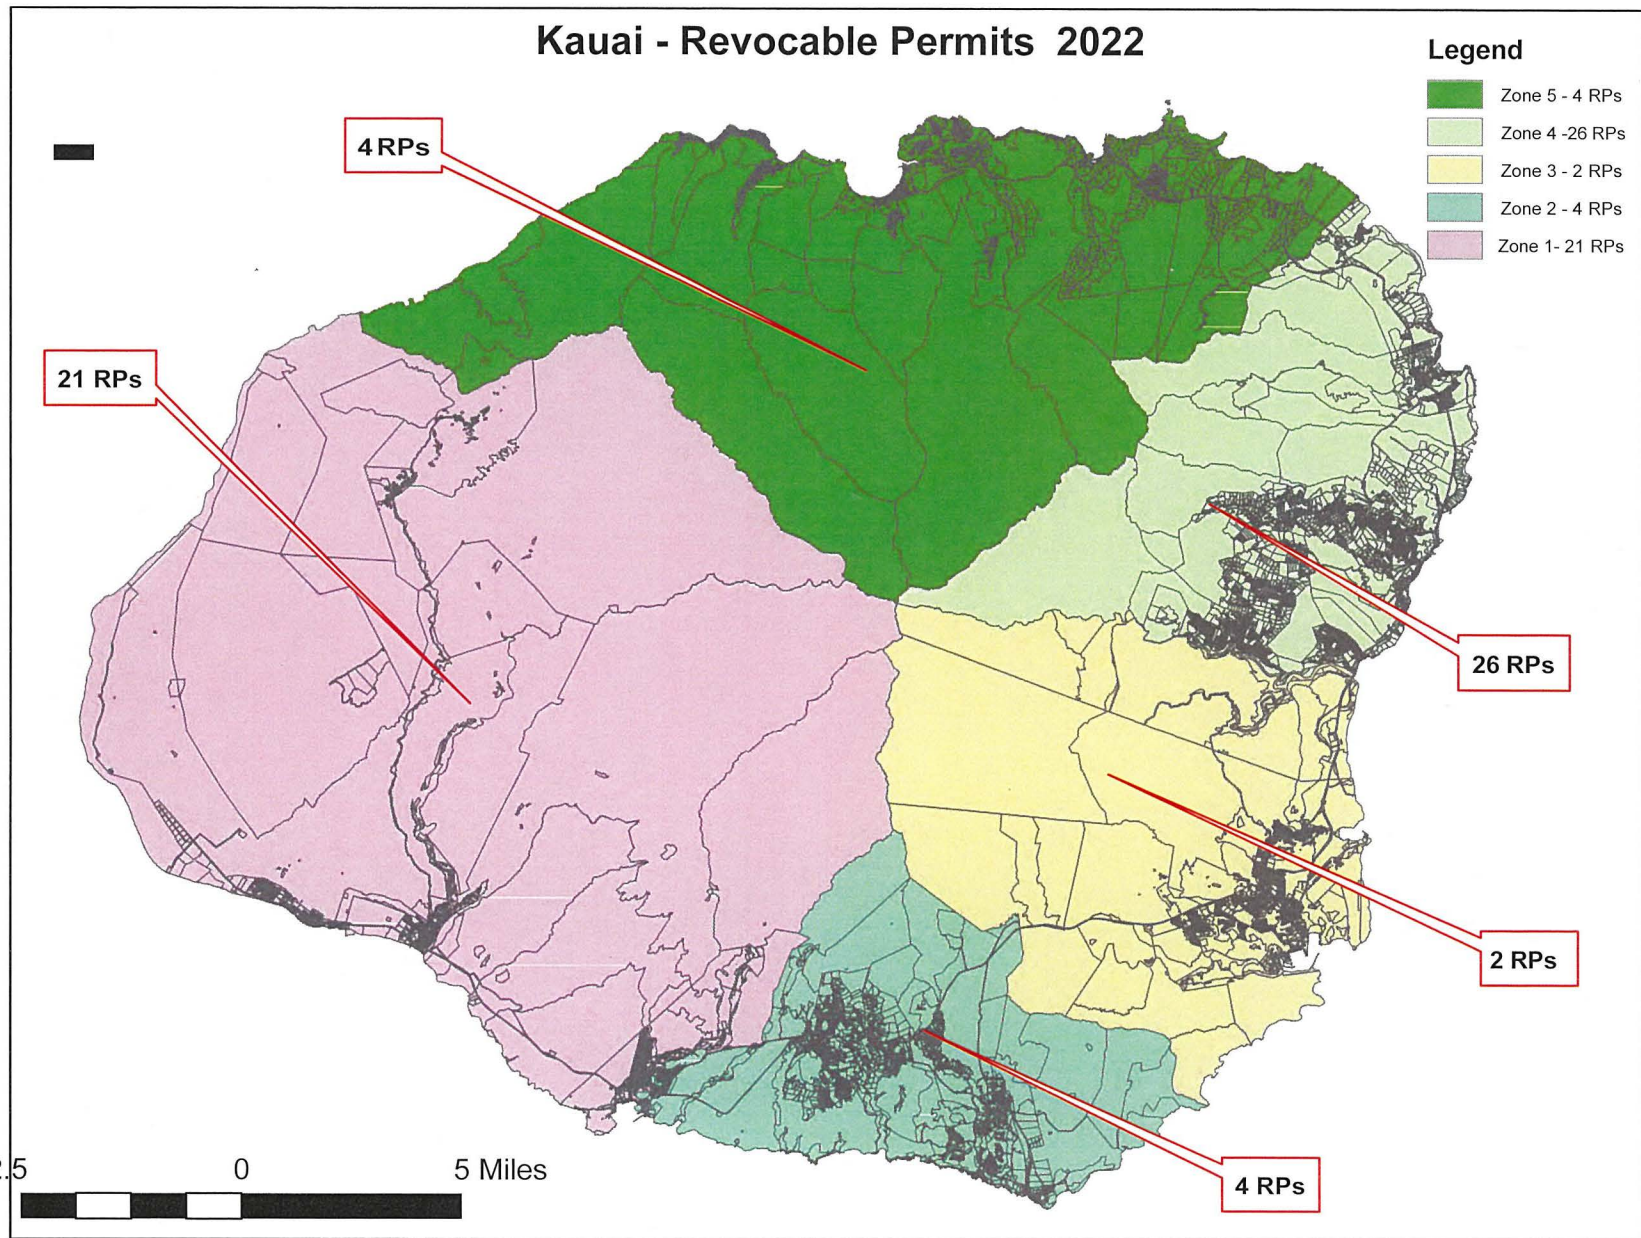 Kauai - Revocable Permits 2022
Legend
Zone 5 - 4 RPs
Zone 4 -26 RPs
Zone 3 - 2 RPs
Zone 2 - 4 RPs
Zone 1- 21 RPs
4 RPs
21 RPs
26 RPs
2 RPs
4 RPs
2.5 0 5 Miles